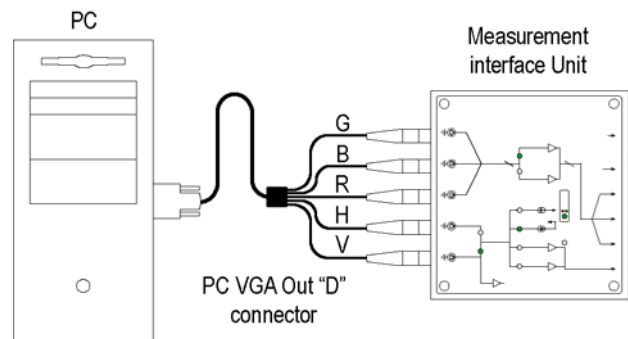 PC
Measurement
interface Unit
G
B
R
H
V
PC VGA Out “D”
connector